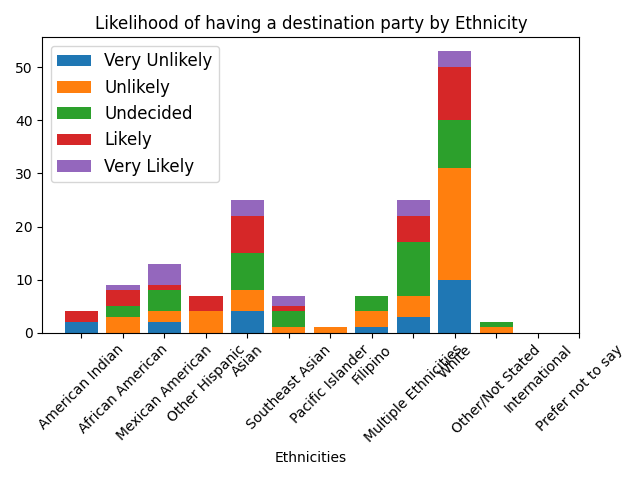 Likelihood of having a destination party by Ethnicity
Very Unlikely
Unlikely
Undecided
Likely
Very Likely
50
40
30
20
10
0
American Indian
African American
Mexican American
Other Hispanic
Asian
Southeast Asian
Pacific Islander
Filipino
Multiple Ethnicities
White
Other/Not Stated
International
Prefer not to say
Ethnicities